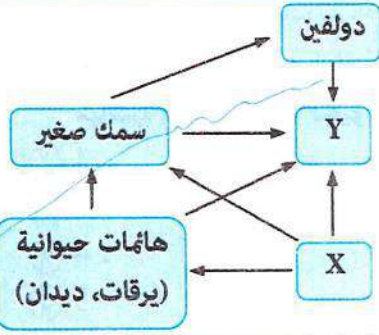 دولفين
سمك صغير
Y
هائمات حيوانية
(يرقات، ديدان)
X